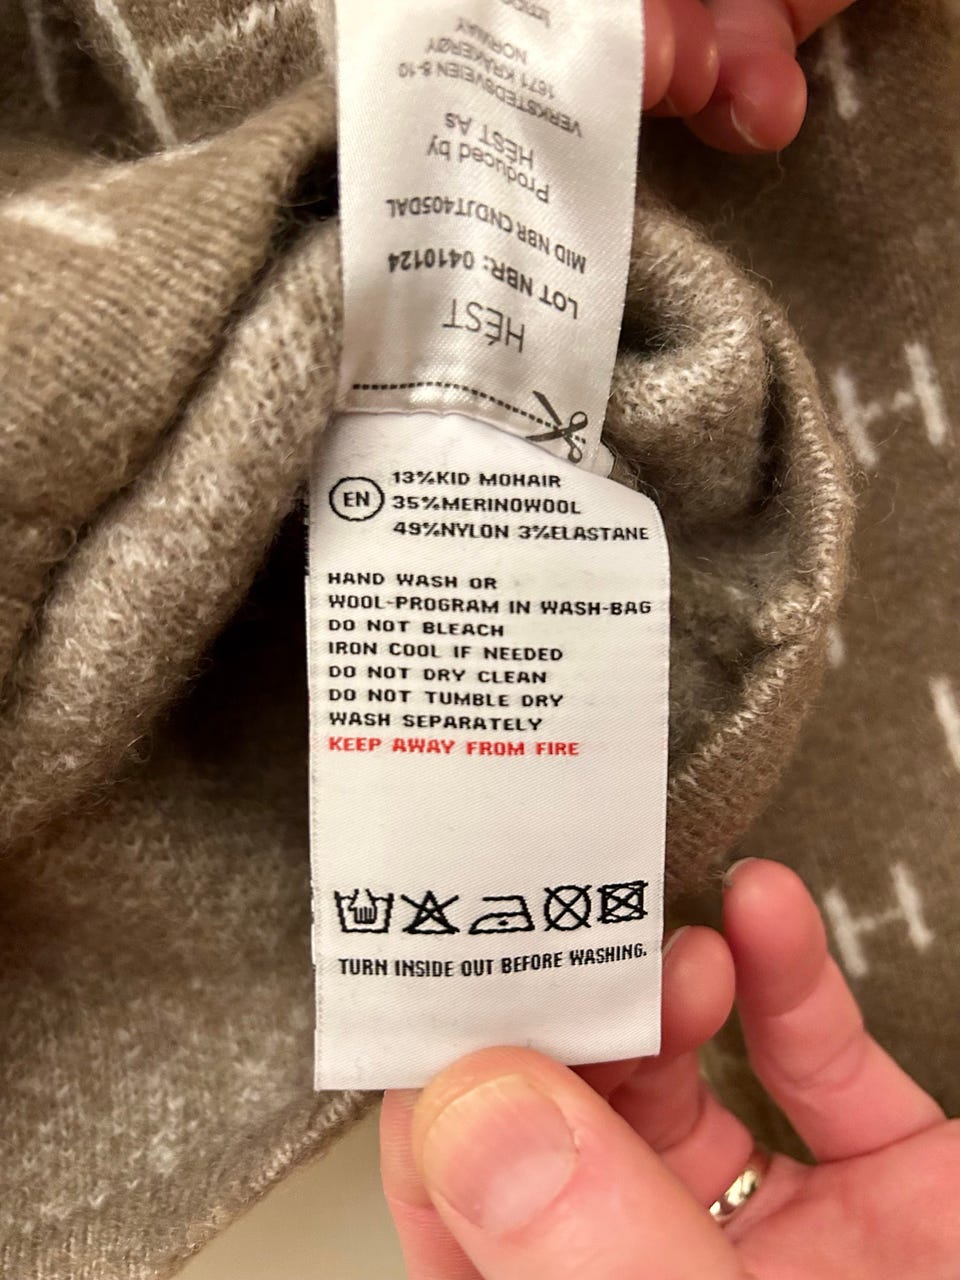 HÉST
LOT NBR: 0410124
MID NBR CNDJT405DAL
Produced by
HÉST AS
VERKSTEDSVEIEN 8-10
1671 KRÅKERØY
NORWAY
EN
13%KID MOHAIR
35%MERINOWOOL
49%NYLON 3%ELASTANE
HAND WASH OR
WOOL-PROGRAM IN WASH-BAG
DO NOT BLEACH
IRON COOL IF NEEDED
DO NOT DRY CLEAN
DO NOT TUMBLE DRY
WASH SEPARATELY
KEEP AWAY FROM FIRE
TURN INSIDE OUT BEFORE WASHING.